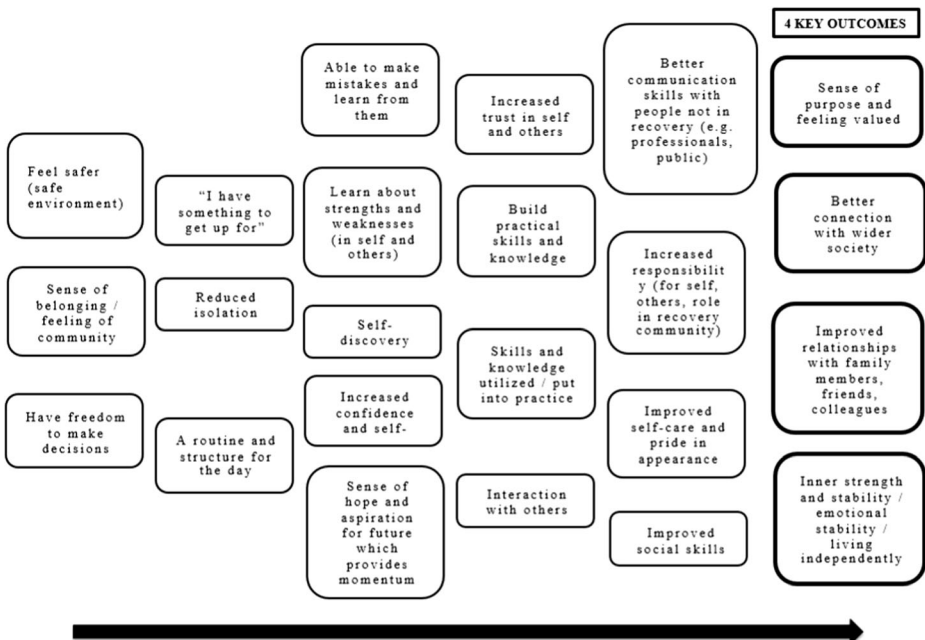 4 KEY OUTCOMES
Feel safer
(safe
environment)
Sense of
belonging /
feeling of
community
Have freedom
to make
decisions
“I have
something to
get up for”
Reduced
isolation
A routine and
structure for
the day
Able to make
mistakes and
learn from
them
Learn about
strengths and
weaknesses
(in self and
others)
Self-
discovery
Increased
confidence
and self-
Sense of
hope and
aspiration
for future
which
provides
momentum
Increased
trust in self
and others
Build
practical
skills and
knowledge
Skills and
knowledge
utilized / put
into practice
Interaction
with others
Better
communication
skills with
people not in
recovery (e.g.
professionals,
public)
Increased
responsibilit
y (for self,
others, role
in recovery
community)
Improved
self-care and
pride in
appearance
Improved
social skills
Sense of
purpose and
feeling valued
Better
connection
with wider
society
Improved
relationships
with family
members,
friends,
colleagues
Inner strength
and stability /
emotional
stability /
living
independently